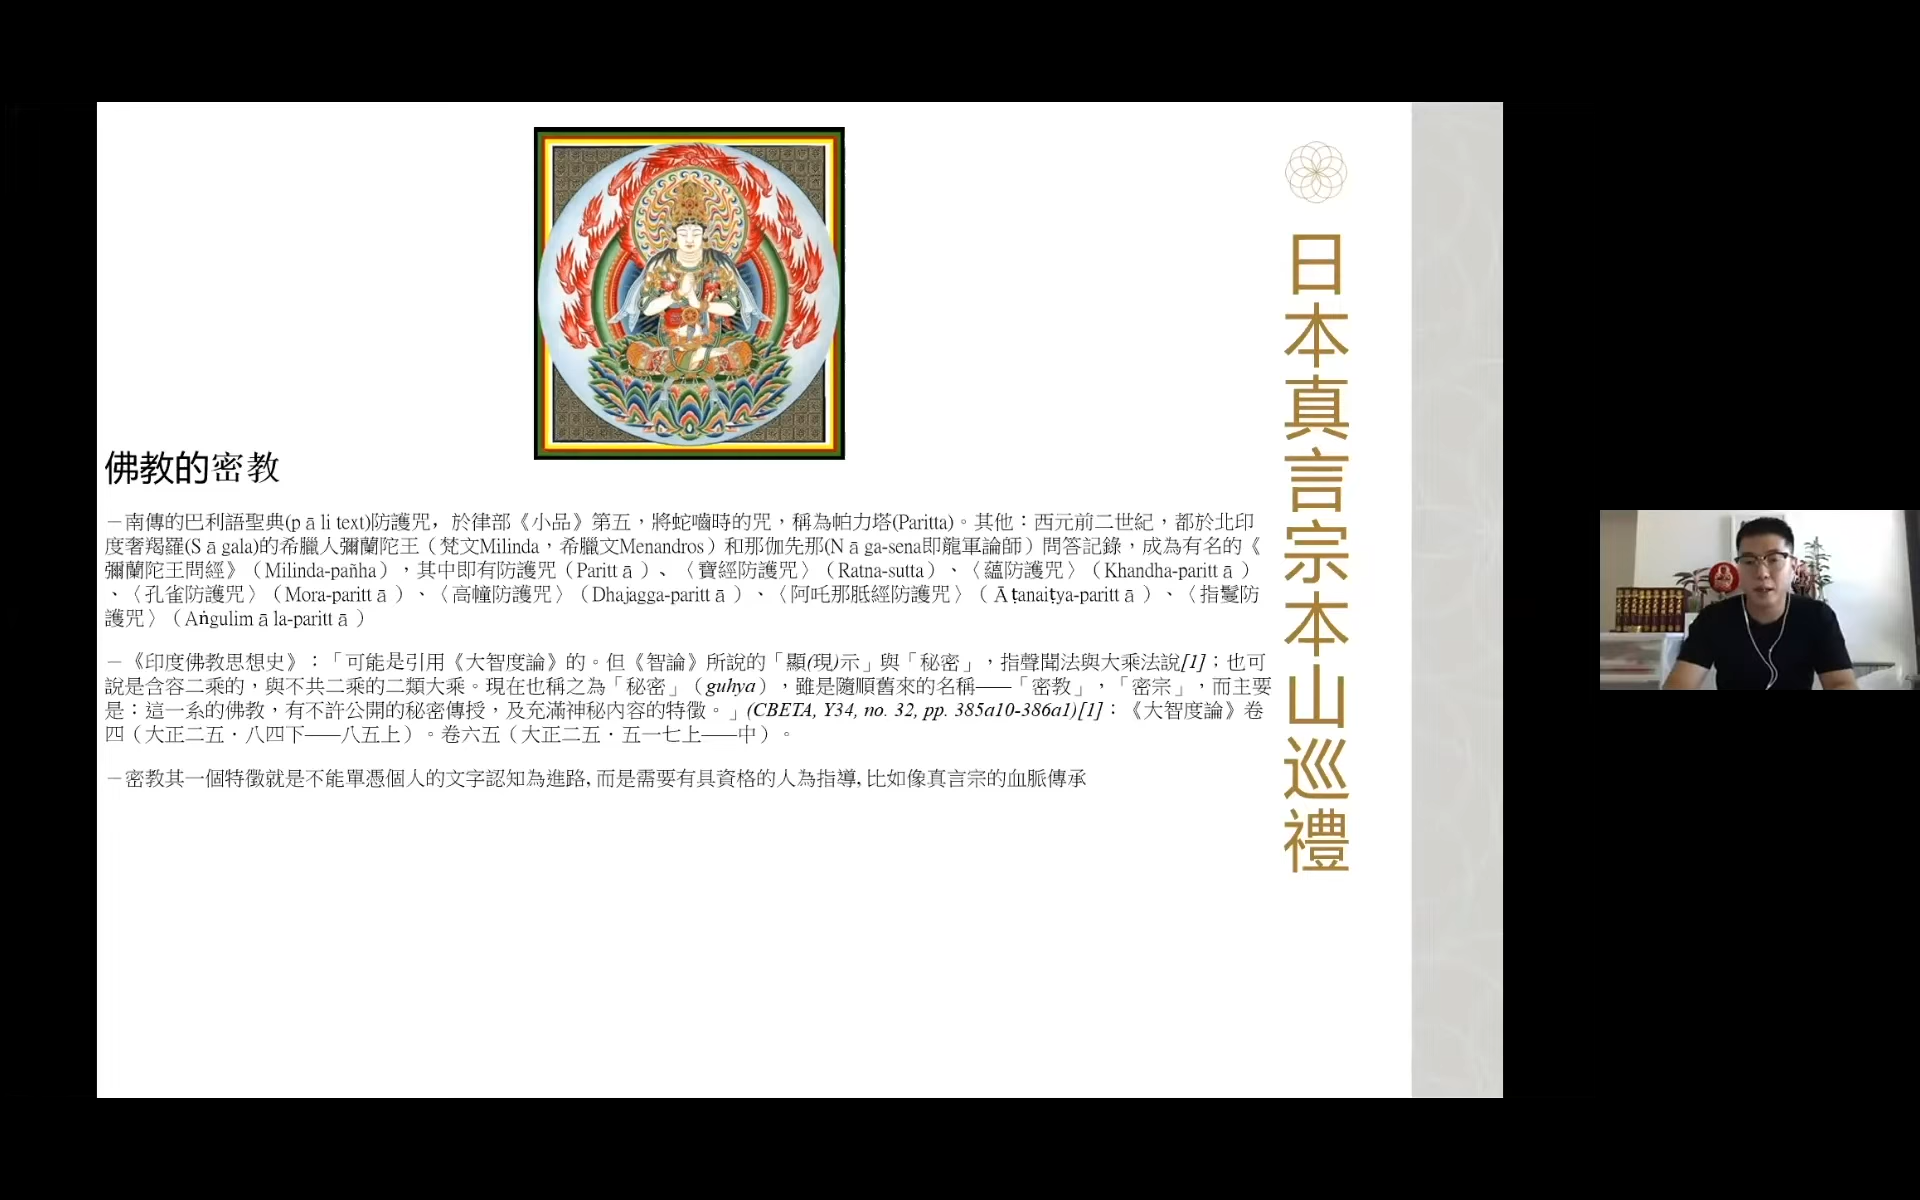 日本真言宗本山巡禮
佛教的密教
－南傳的巴利語聖典(pāli text)防護咒，於律部《小品》第五，將蛇嚙時的咒，稱為帕力塔(Paritta)。其他：西元前二世紀，都於北印
度奢羯羅(Sāgala)的希臘人彌蘭陀王（梵文Milinda，希臘文Menandros）和那伽先那(Nāga-sena即龍軍論師）問答記錄，成為有名的《
彌蘭陀王問經》（Milinda-pañha），其中即有防護咒（Parittā）、〈寶經防護咒〉（Ratna-sutta）、〈蘊防護咒〉（Khandha-parittā）
、〈孔雀防護咒〉（Mora-parittā）、〈高幢防護咒〉（Dhajagga-parittā）、〈阿吒那胝經防護咒〉（Āṭanaiṭya-parittā）、〈指鬘防
護咒〉（Aṅgulimāla-parittā）
－《印度佛教思想史》：「可能是引用《大智度論》的。但《智論》所說的「顯(現)示」與「秘密」，指聲聞法與大乘法說[1]；也可
說是含容二乘的，與不共二乘的二類大乘。現在也稱之為「秘密」（guhya），雖是隨順舊來的名稱——「密教」，「密宗」，而主要
是：這一系的佛教，有不許公開的秘密傳授，及充滿神秘內容的特徵。」(CBETA, Y34, no. 32, pp. 385a10-386a1)[1]：《大智度論》卷
四（大正二五．八四下——八五上）。卷六五（大正二五．五一七上——中）。
－密教其一個特徵就是不能單憑個人的文字認知為進路, 而是需要有具資格的人為指導, 比如像真言宗的血脈傳承